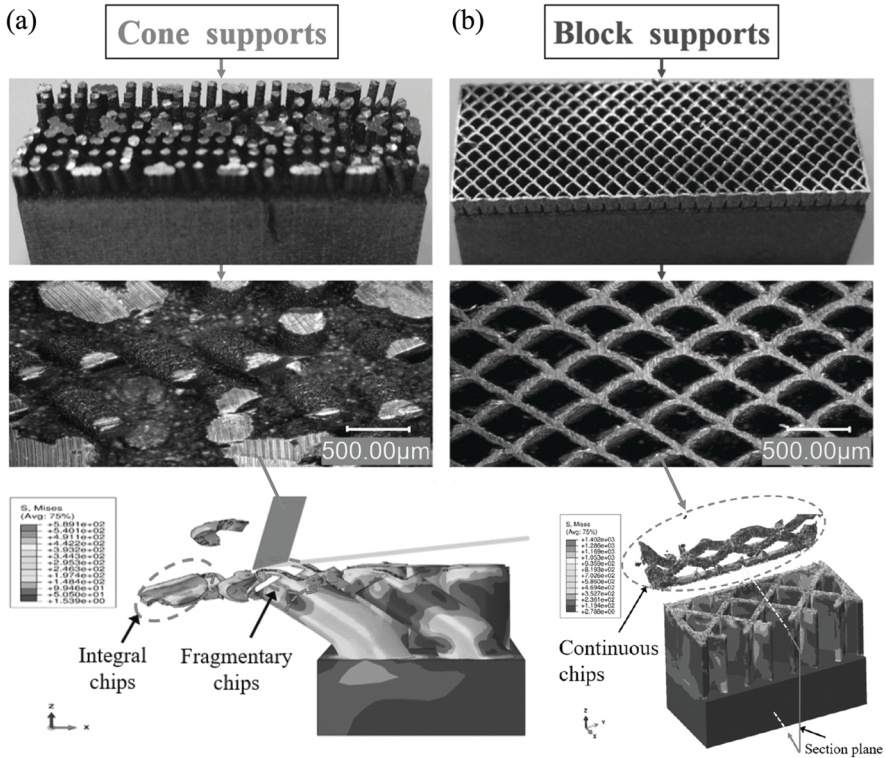 (a)
Cone supports
(b)
Block supports
500.00μm
500.00μm
S, Mises
(Avg: 75%)
+5.891e+02
+5.401e+02
+4.911e+02
+4.422e+02
+3.932e+02
+3.443e+02
+2.953e+02
+2.463e+02
+1.974e+02
+1.484e+02
+9.946e+01
+5.050e+01
+1.539e+00
Integral
chips
Fragmentary
chips
z
x
S, Mises
(Avg: 75%)
+1.402e+03
+1.286e+03
+1.169e+03
+1.053e+03
+9.359e+02
+8.193e+02
+7.026e+02
+5.860e+02
+4.694e+02
+3.527e+02
+2.361e+02
+1.194e+02
+2.788e+00
Continuous
chips
Z
Y
X
Section plane